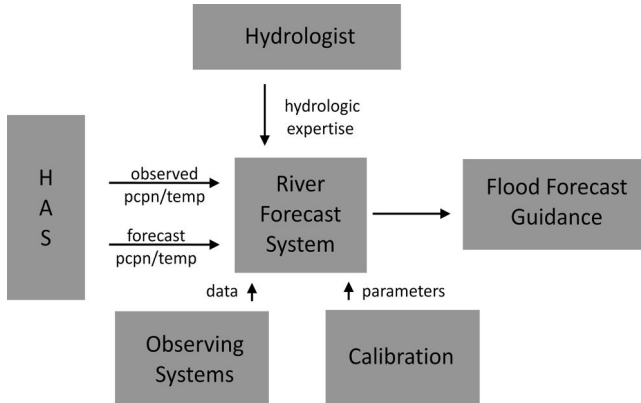 Hydrologist
hydrologic
expertise
H
A
S
observed
pcpn/temp
forecast
pcpn/temp
River
Forecast
System
Flood Forecast
Guidance
data
parameters
Observing
Systems
Calibration